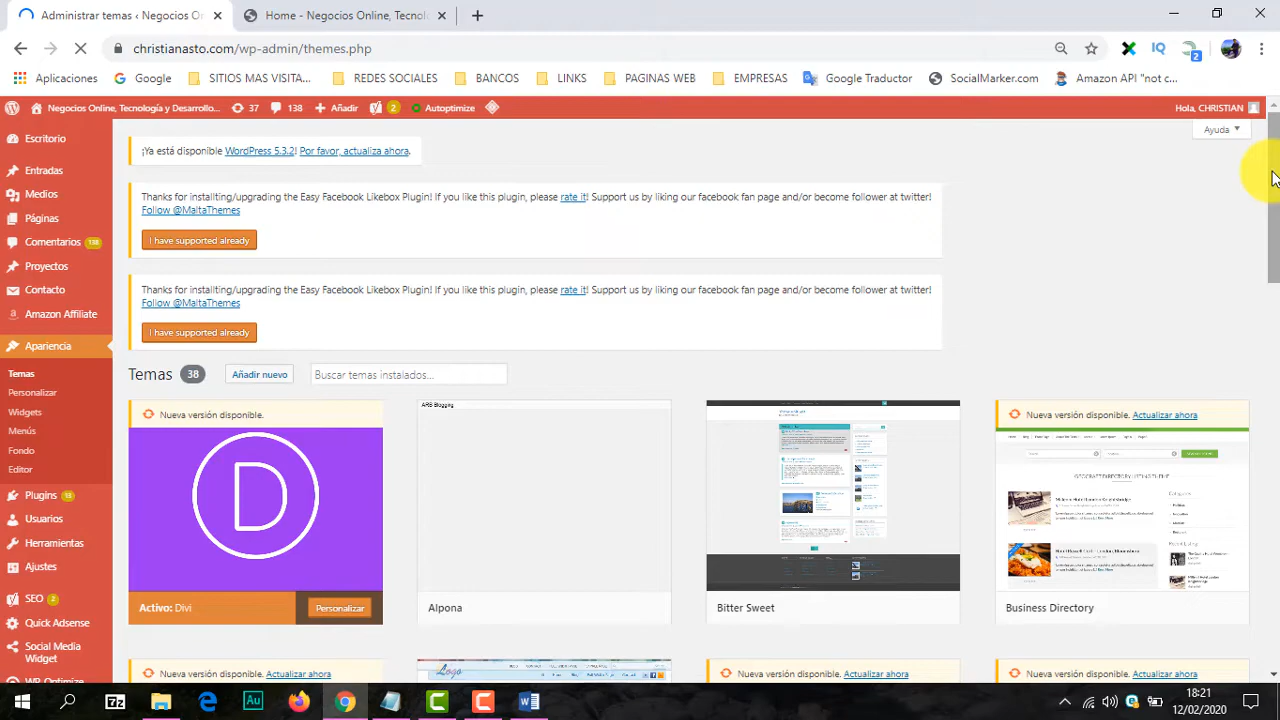 Administrar temas ‹ Negocios On
Home - Negocios Online, Tecnol
christianasto.com/wp-admin/themes.php
2
Aplicaciones
Google
SITIOS MAS VISITA...
REDES SOCIALES
BANCOS
LINKS
PAGINAS WEB
EMPRESAS
Google Traductor
SocialMarker.com
Amazon API "not c...
Negocios Online, Tecnología y Desarrollo...
37
138
Añadir
2
Autoptimize
Hola, CHRISTIAN
Ayuda
Escritorio
Entradas
Medios
Páginas
Comentarios 138
Proyectos
Contacto
Amazon Affiliate
Apariencia
Temas
Personalizar
Widgets
Menús
Fondo
Editor
Plugins 13
Usuarios
Herramientas
Ajustes
SEO 2
Quick Adsense
Social Media
Widget
WP Optimize
¡Ya está disponible WordPress 5.3.2! Por favor, actualiza ahora.
Thanks for installting/upgrading the Easy Facebook Likebox Plugin! If you like this plugin, please rate it! Support us by liking our facebook fan page and/or become follower at twitter!
Follow @MaltaThemes
I have supported already
Thanks for installting/upgrading the Easy Facebook Likebox Plugin! If you like this plugin, please rate it! Support us by liking our facebook fan page and/or become follower at twitter!
Follow @MaltaThemes
I have supported already
Temas 38
Añadir nuevo
Buscar temas instalados...
Nueva versión disponible.
D
Activo: Divi
Personalizar
ARB Blogging
Alpona
Bitter Sweet
Nueva versión disponible. Actualizar ahora
Business Directory
Nueva versión disponible. Actualizar ahora
Logo
Nueva versión disponible. Actualizar ahora
Nueva versión disponible. Actualizar ahora
18:21
12/02/2020